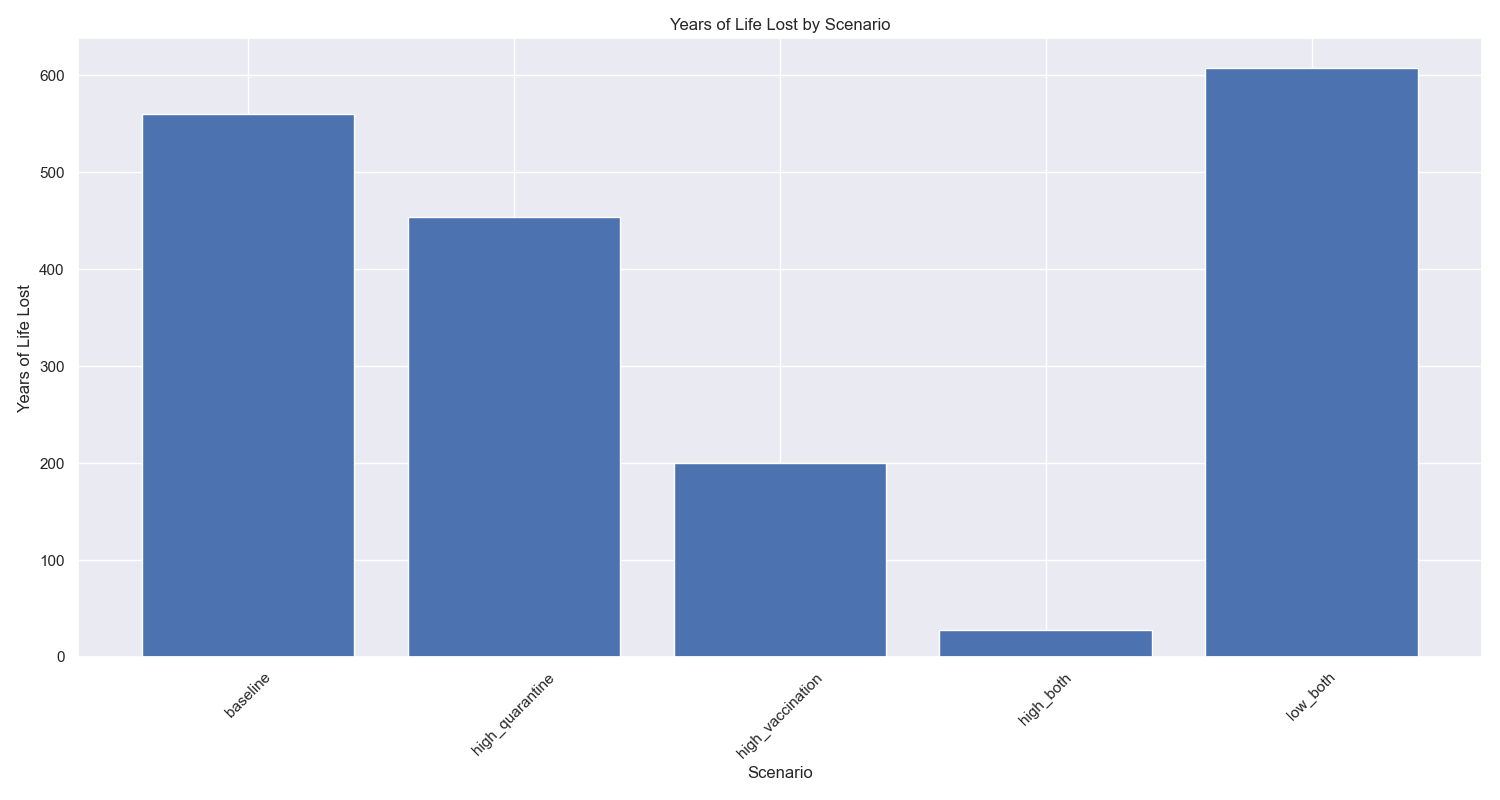 Years of Life Lost by Scenario
Years of Life Lost
600
500
400
300
200
100
0
baseline
high_quarantine
high_vaccination
high_both
low_both
Scenario